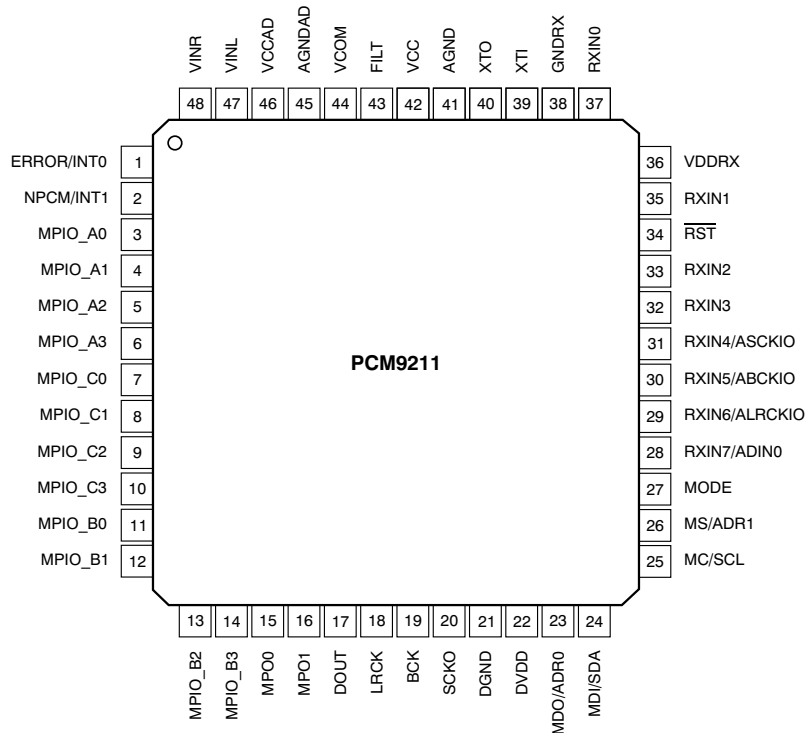 VINR
VINL
VCCAD
AGNDAD
VCOM
FILT
VCC
AGND
XTO
XTI
GNDRX
RXIN0
48 47 46 45 44 43 42 41 40 39 38 37
ERROR/INT0 1
NPCM/INT1 2
MPIO_A0 3
MPIO_A1 4
MPIO_A2 5
MPIO_A3 6
MPIO_C0 7
MPIO_C1 8
MPIO_C2 9
MPIO_C3 10
MPIO_B0 11
MPIO_B1 12
PCM9211
36 VDDRX
35 RXIN1
34 RST
33 RXIN2
32 RXIN3
31 RXIN4/ASCKIO
30 RXIN5/ABCKIO
29 RXIN6/ALRCKIO
28 RXIN7/ADIN0
27 MODE
26 MS/ADR1
25 MC/SCL
13 14 15 16 17 18 19 20 21 22 23 24
MPIO_B2
MPIO_B3
MPO0
MPO1
DOUT
LRCK
BCK
SCKO
DGND
DVDD
MDO/ADR0
MDI/SDA